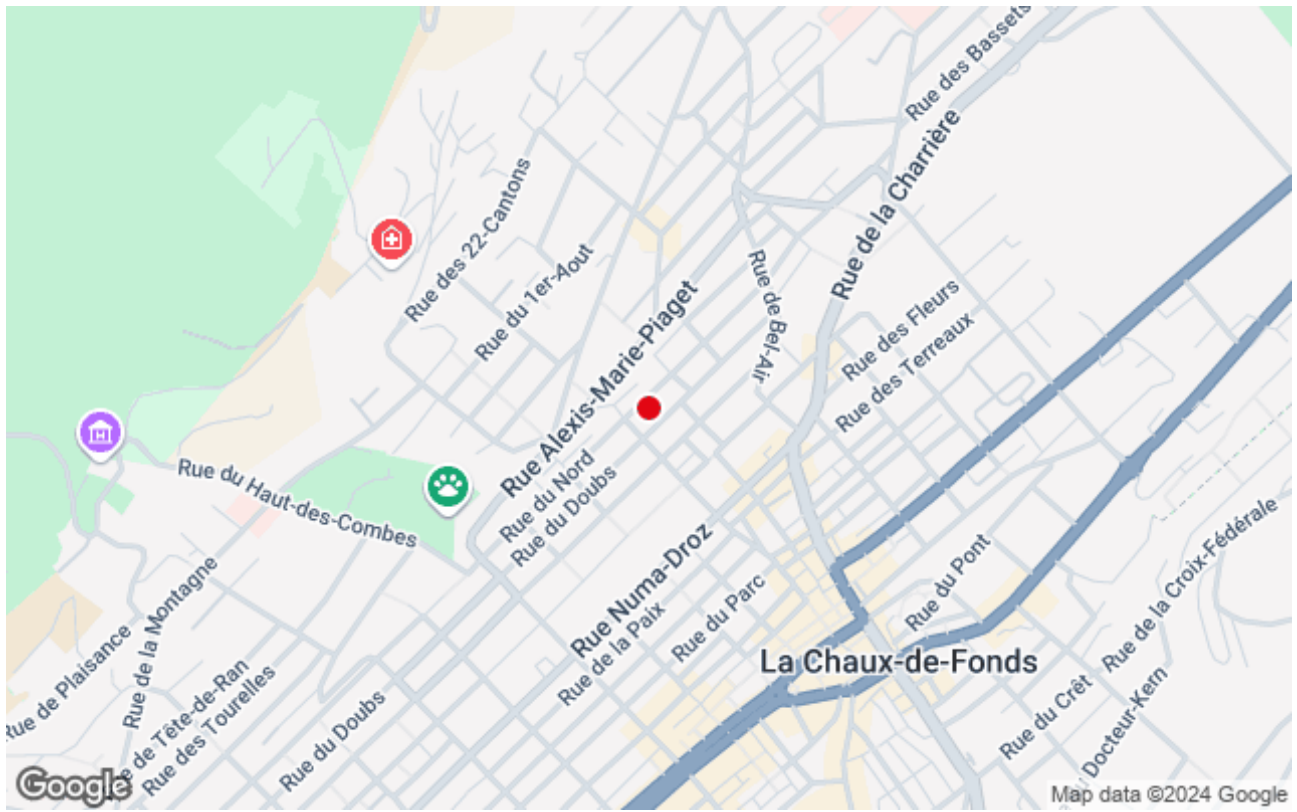 Rue des Bassets
Rue de la Charrière
Rue des 22-Cantons
Rue du 1er-Aout
Rue Alexis-Marie-Piaget
Rue de Bel-Air
Rue des Fleurs
Rue des Terreaux
Rue du Haut-des-Combes
Rue du Nord
Rue du Doubs
Rue Numa-Droz
Rue du Parc
Rue de la Paix
Rue du Pont
Rue de la Croix-Fédérale
La Chaux-de-Fonds
Rue de Plaisance
Rue de la Montagne
de Tête-de-Ran
Rue des Tourelles
Rue du Doubs
Rue du Crêt
Docteur-Kern
Google
Map data ©2024 Google